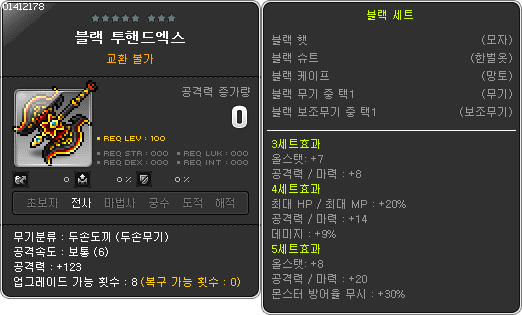 01412178
블랙 투핸드엑스
교환 불가
공격력 증가량
0
REQ LEV : 100
REQ STR : 000
REQ LUK : 000
REQ DEX : 000
REQ INT : 000
0
0 %
0 %
초보자 전사 마법사 궁수 도적 해적
무기분류 : 두손도끼 (두손무기)
공격속도 : 보통 (6)
공격력 : +123
업그레이드 가능 횟수 : 8 (복구 가능 횟수 : 0)
블랙 세트
블랙 햇 (모자)
블랙 슈트 (한벌옷)
블랙 케이프 (망토)
블랙 무기 중 택1 (무기)
블랙 보조무기 중 택1 (보조무기)
3세트효과
올스탯: +7
공격력 / 마력 : +8
4세트효과
최대 HP / 최대 MP : +20%
공격력 / 마력 : +14
데미지 : +9%
5세트효과
올스탯: +8
공격력 / 마력 : +20
몬스터 방어율 무시 : +30%